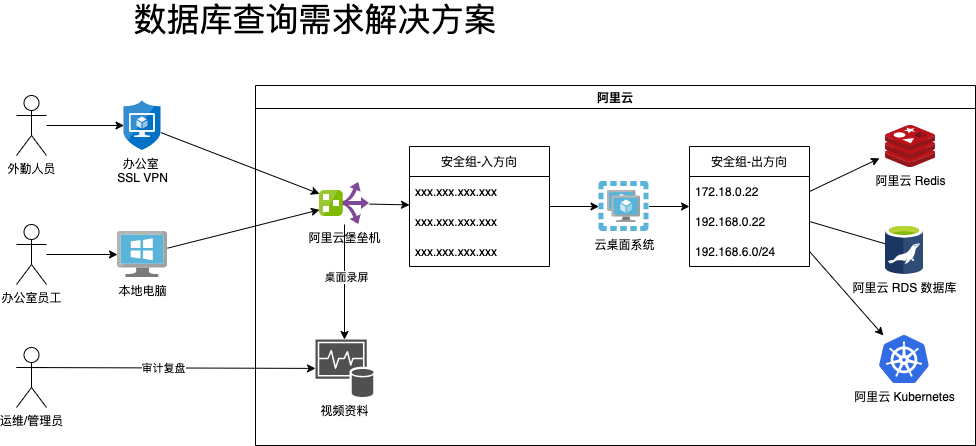 数据库查询需求解决方案
阿里云
外勤人员
办公室
SSL VPN
安全组-入方向
xxx.xxx.xxx.xxx
xxx.xxx.xxx.xxx
xxx.xxx.xxx.xxx
安全组-出方向
172.18.0.22
192.168.0.22
192.168.6.0/24
阿里云 Redis
阿里云堡垒机
云桌面系统
办公室员工
本地电脑
桌面录屏
阿里云 RDS 数据库
运维/管理员
审计复盘
视频资料
阿里云 Kubernetes